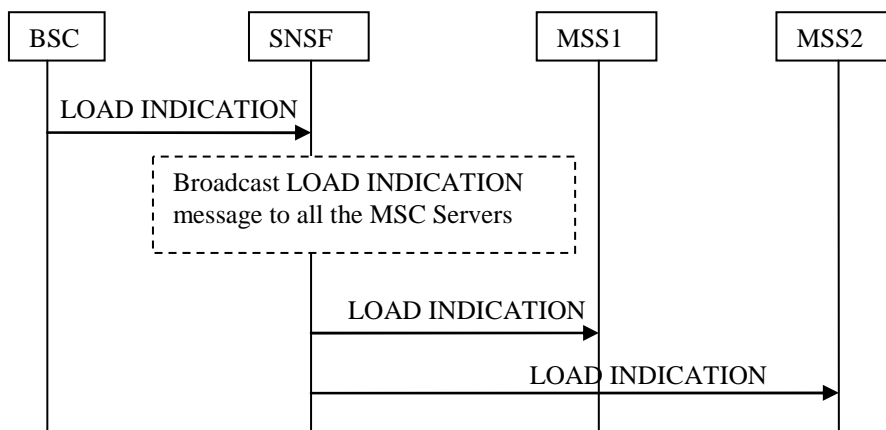 BSC
SNSF
MSS1
MSS2
LOAD INDICATION
Broadcast LOAD INDICATION
message to all the MSC Servers
LOAD INDICATION
LOAD INDICATION